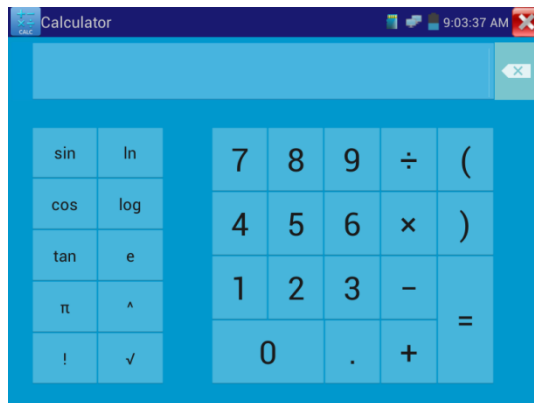 CALC Calculator 9:03:37 AM
sin ln 7 8 9 ÷ (
cos log 4 5 6 × )
tan e 1 2 3 −
π ^ =
! √ 0 . +